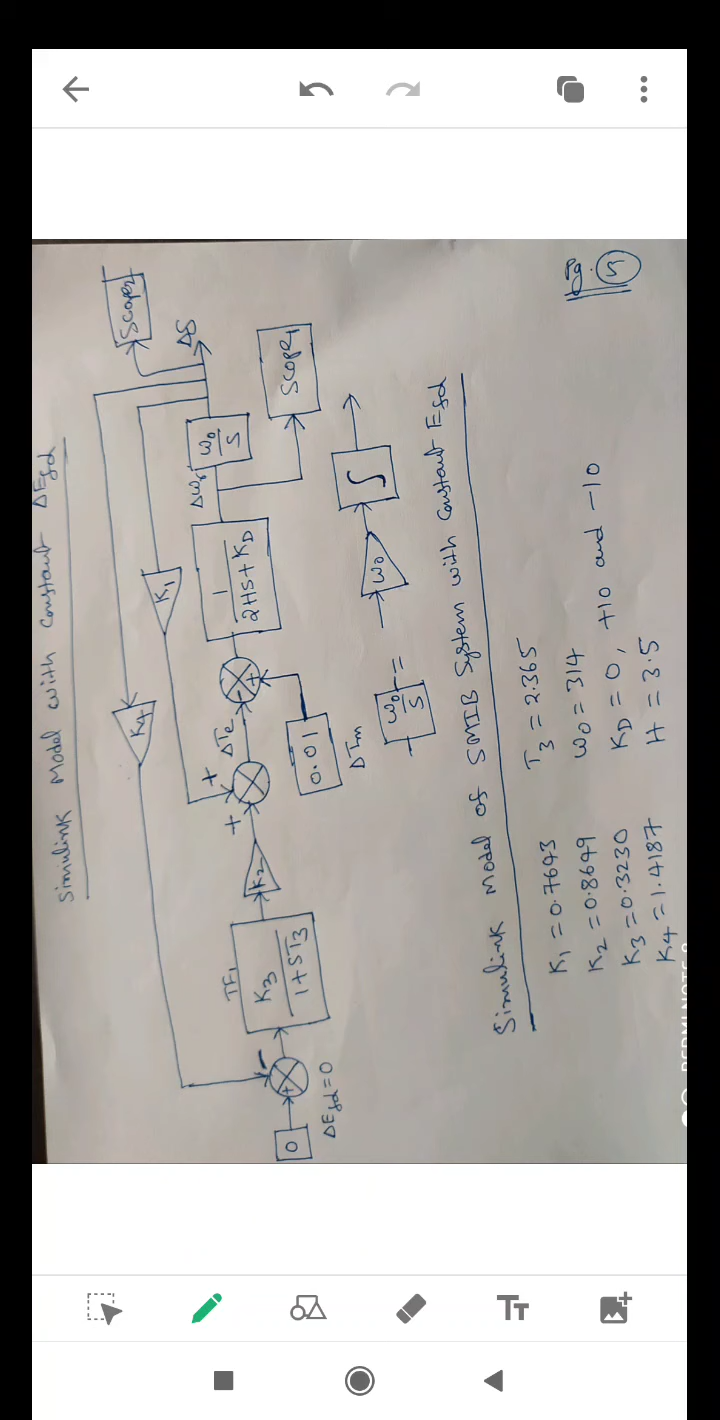 Simulink Model with constant ΔEfd
Scope2
K4
K1
Δδ
TF1
K3
1+ST3
K2
+
+
ΔTe
-
+
1
2HS+KD
Δωr
ω0
S
Scope1
0
+
-
ΔEfd=0
0.01
ΔTm
ω0
S
=
ω0
∫
Simulink Model of SMIB System with constant Efd
K1 = 0.7643 T3 = 2.365
K2 = 0.8649 ω0 = 314
K3 = 0.3230 KD = 0, +10 and -10
K4 = 1.4187 H = 3.5
Pg. 5
TT